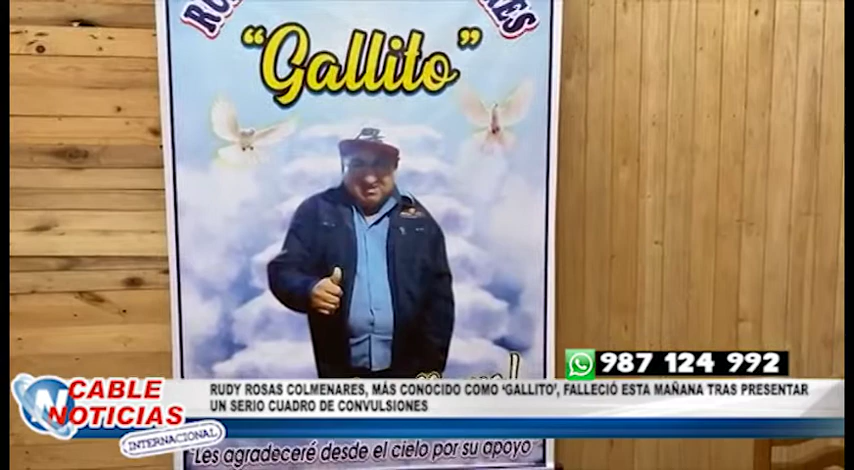 “Gallito”
987 124 992
CABLE
NOTICIAS
INTERNACIONAL
RUDY ROSAS COLMENARES, MÁS CONOCIDO COMO ‘GALLITO’, FALLECIÓ ESTA MAÑANA TRAS PRESENTAR
UN SERIO CUADRO DE CONVULSIONES
Les agradeceré desde el cielo por su apoyo